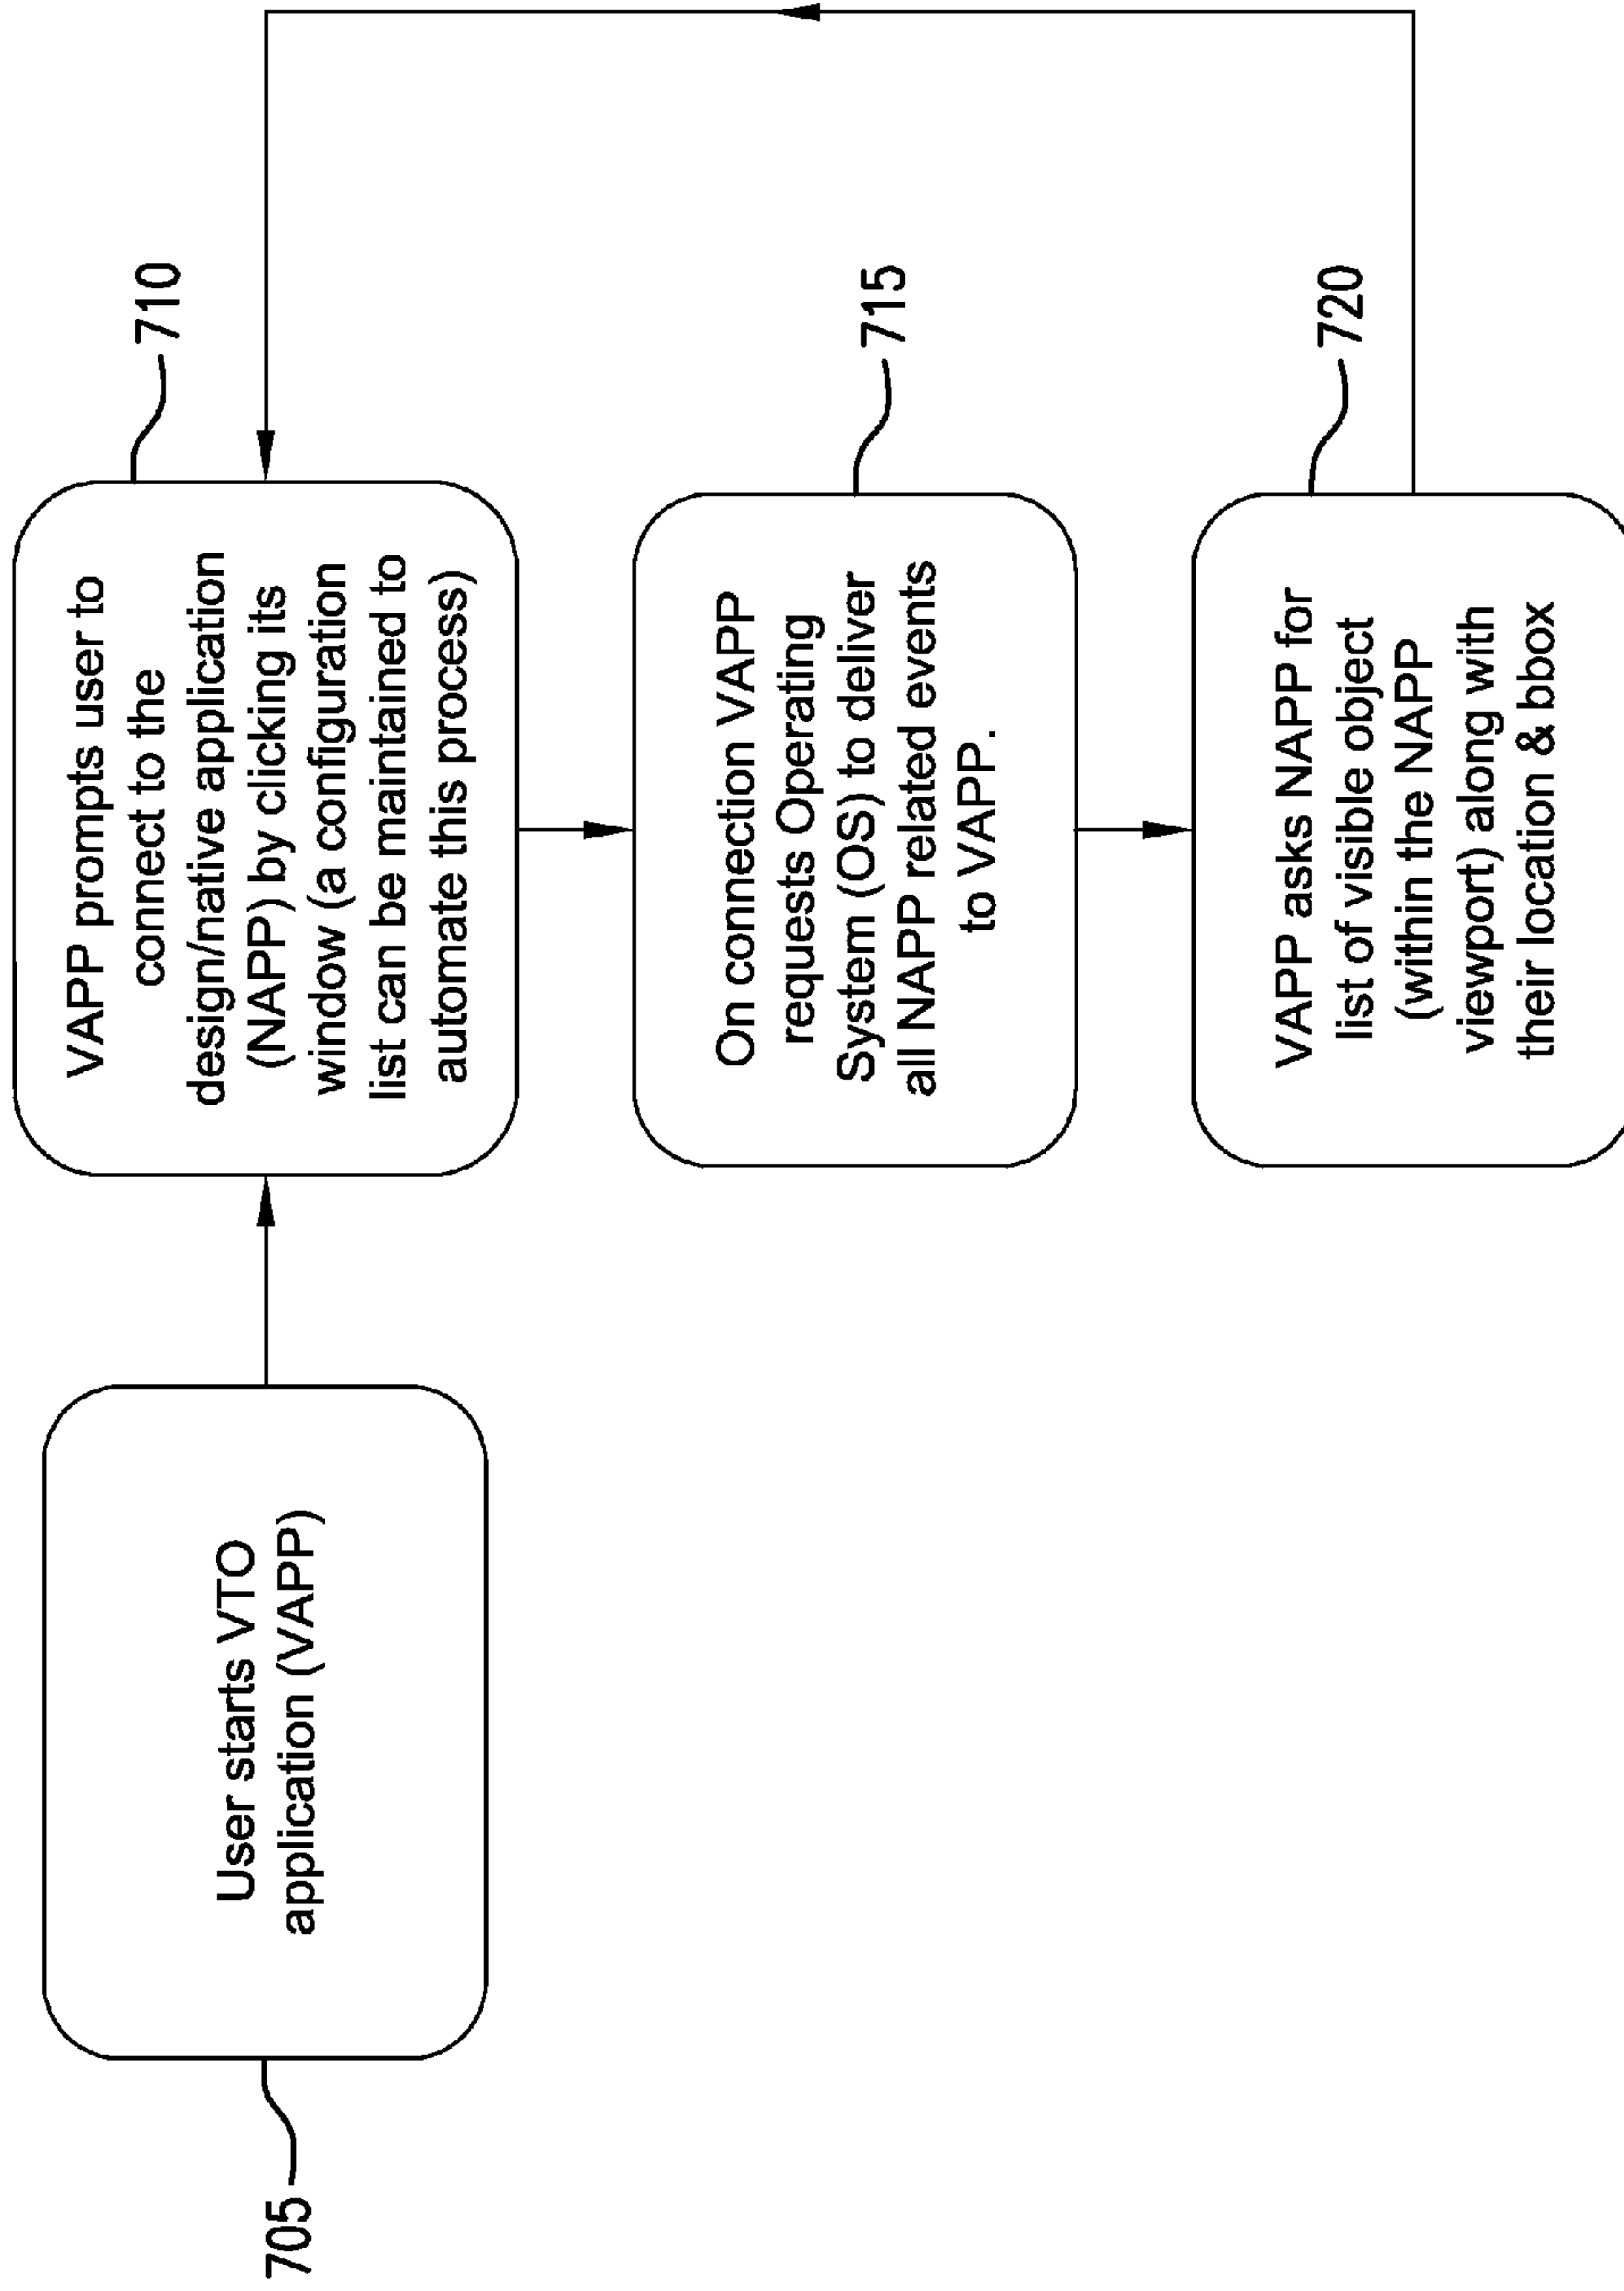 705
User starts VTO
application (VAPP)
710
VAPP prompts user to
connect to the
design/native application
(NAPP) by clicking its
window (a configuration
list can be maintained to
automate this process)
715
On connection VAPP
requests Operating
System (OS) to deliver
all NAPP related events
to VAPP.
720
VAPP asks NAPP for
list of visible object
(within the NAPP
viewport) along with
their location & bbox